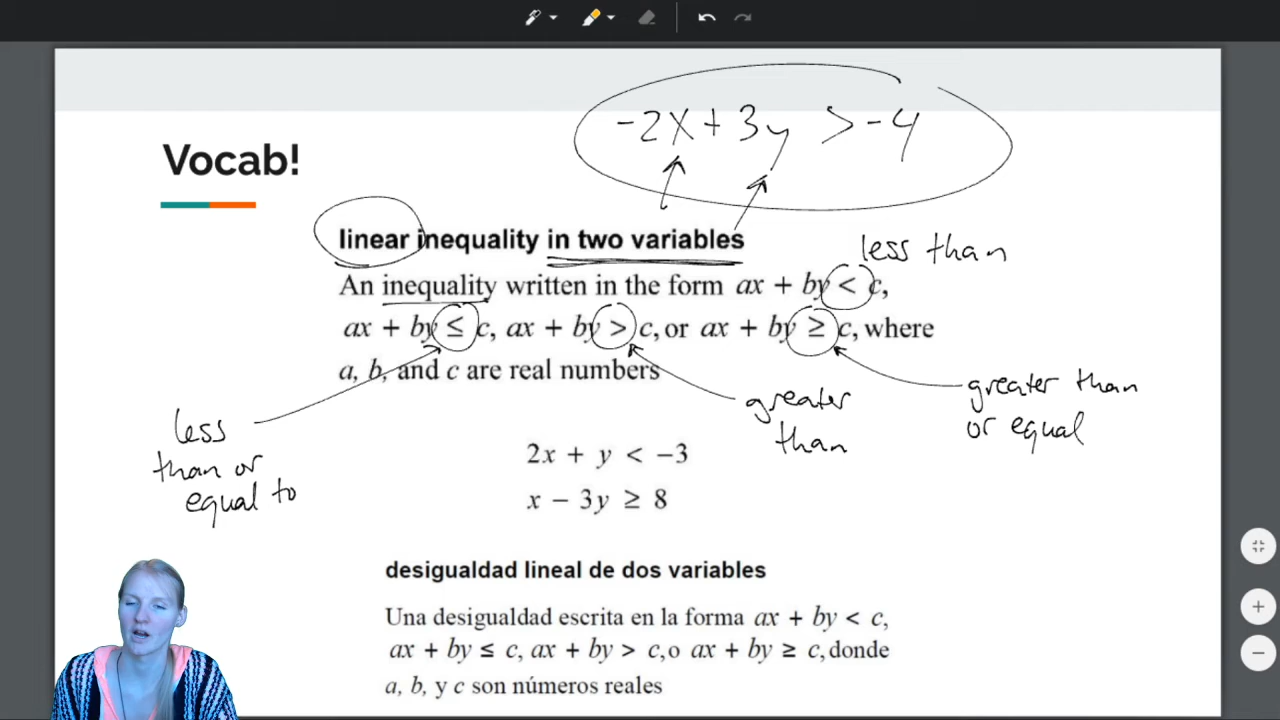 -2x + 3y > -4
Vocab!
linear inequality in two variables
less than
An inequality written in the form ax + by < c,
ax + by ≤ c, ax + by > c, or ax + by ≥ c, where
a, b, and c are real numbers
greater than
or equal
greater
than
less
than or
equal to
2x + y < −3
x − 3y ≥ 8
desigualdad lineal de dos variables
Una desigualdad escrita en la forma ax + by < c,
ax + by ≤ c, ax + by > c, o ax + by ≥ c, donde
a, b, y c son números reales